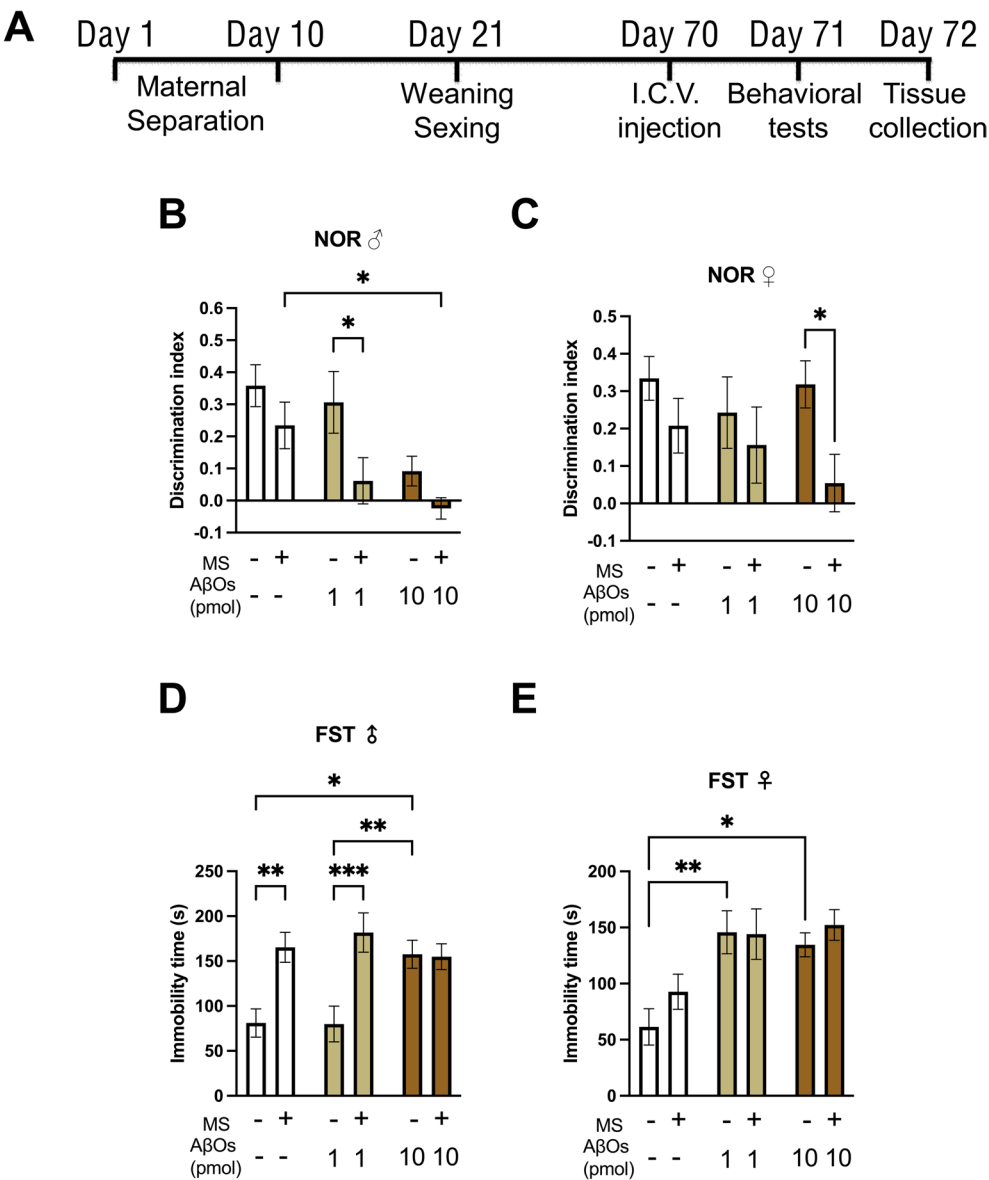 A
Day 1 Day 10 Day 21 Day 70 Day 71 Day 72
Maternal Separation
Weaning Sexing
I.C.V. injection
Behavioral tests
Tissue collection
B
NOR ♂
*
*
Discrimination index
0.6
0.5
0.4
0.3
0.2
0.1
0.0
-0.1
MS - + - + - +
AβOs (pmol) - - 1 1 10 10
C
NOR ♀
*
Discrimination index
0.5
0.4
0.3
0.2
0.1
0.0
-0.1
MS - + - + - +
AβOs (pmol) - - 1 1 10 10
D
FST ♂
*
**
** ***
Immobility time (s)
250
200
150
100
50
0
MS - + - + - +
AβOs (pmol) - - 1 1 10 10
E
FST ♀
*
**
Immobility time (s)
200
150
100
50
0
MS - + - + - +
AβOs (pmol) - - 1 1 10 10